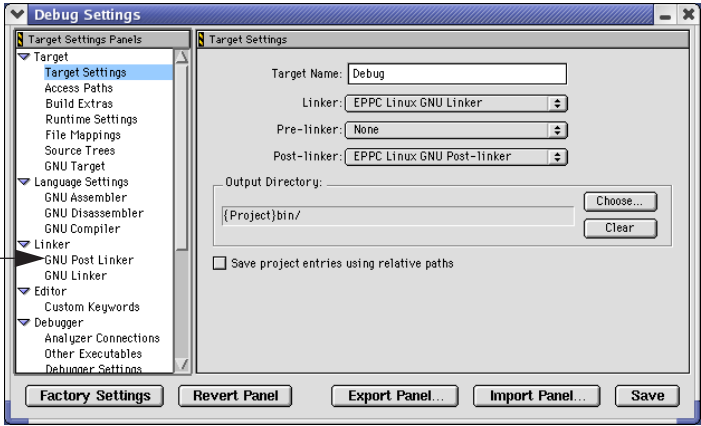 Debug Settings
Target Settings Panels
Target
Target Settings
Access Paths
Build Extras
Runtime Settings
File Mappings
Source Trees
GNU Target
Language Settings
GNU Assembler
GNU Disassembler
GNU Compiler
Linker
GNU Post Linker
GNU Linker
Editor
Custom Keywords
Debugger
Analyzer Connections
Other Executables
Debugger Settings
Target Settings
Target Name: Debug
Linker: EPPC Linux GNU Linker
Pre-linker: None
Post-linker: EPPC Linux GNU Post-linker
Output Directory:
{Project}bin/
Choose...
Clear
Save project entries using relative paths
Factory Settings
Revert Panel
Export Panel...
Import Panel...
Save